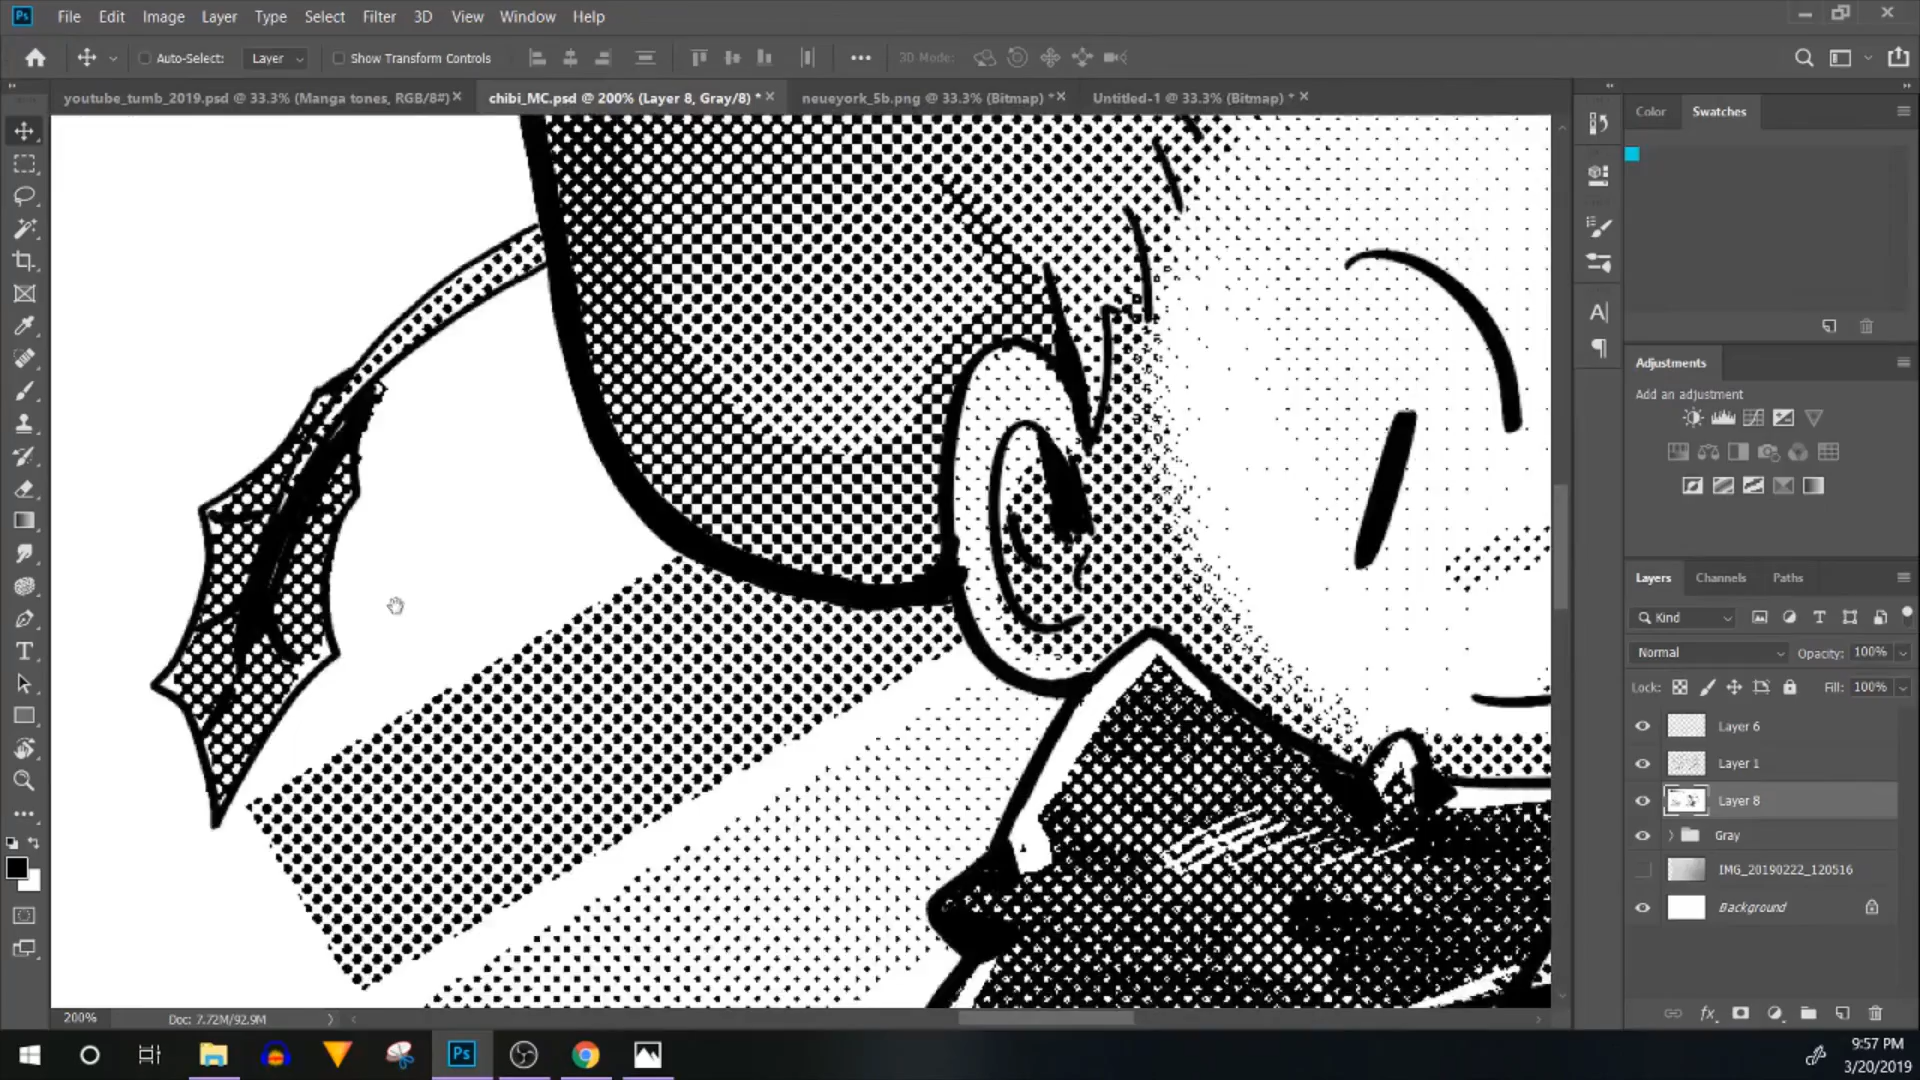 Ps File Edit Image Layer Type Select Filter 3D View Window Help
Auto-Select: Layer Show Transform Controls 3D Mode:
youtube_tumb_2019.psd @ 33.3% (Manga tones, RGB/8#) chibi_MC.psd @ 200% (Layer 8, Gray/8) * neueyork_5b.png @ 33.3% (Bitmap) * Untitled-1 @ 33.3% (Bitmap) *
Color Swatches
Adjustments
Add an adjustment
Layers Channels Paths
Kind
Normal Opacity: 100%
Lock: Fill: 100%
Layer 6
Layer 1
Layer 8
Gray
IMG_20190222_120516
Background
fx
200% Doc: 7.72M/92.9M
Ps
9:57 PM
3/20/2019